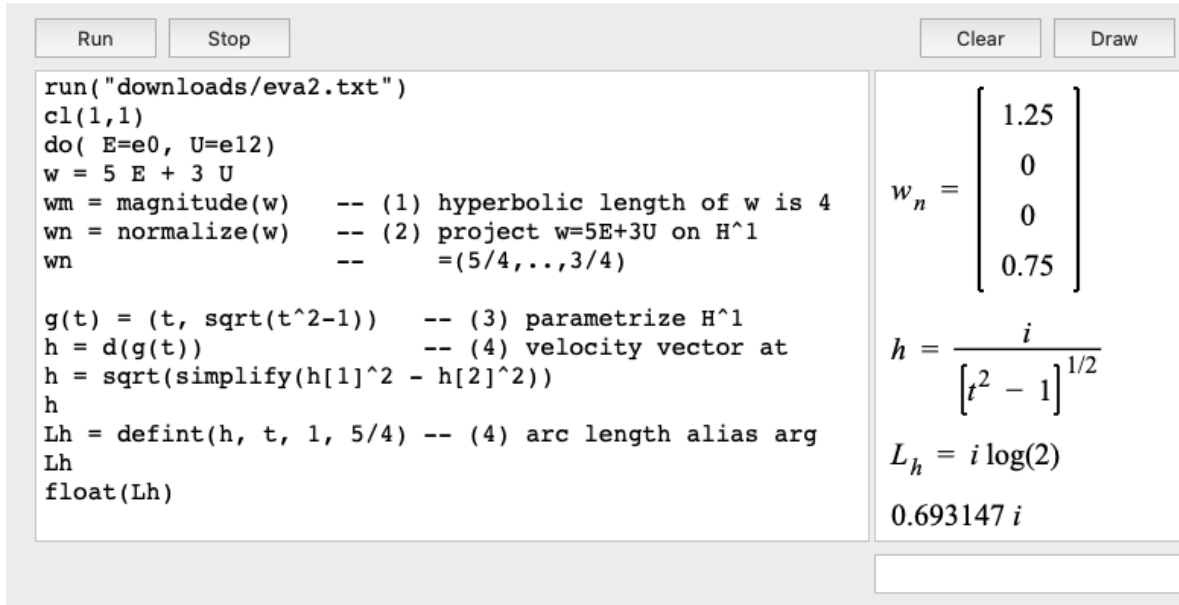 Run Stop Clear Draw
run("downloads/eva2.txt")
cl(1,1)
do( E=e0, U=e12)
w = 5 E + 3 U
wm = magnitude(w)   -- (1) hyperbolic length of w is 4
wn = normalize(w)   -- (2) project w=5E+3U on H^1
wn                  --     =(5/4,..,3/4)
g(t) = (t, sqrt(t^2-1))   -- (3) parametrize H^1
h = d(g(t))               -- (4) velocity vector at
h = sqrt(simplify(h[1]^2 - h[2]^2))
h
Lh = defint(h, t, 1, 5/4) -- (4) arc length alias arg
Lh
float(Lh)
w_n = [ 1.25
0
0
0.75 ]
h = i / [t^2 − 1]^1/2
L_h = i log(2)
0.693147 i